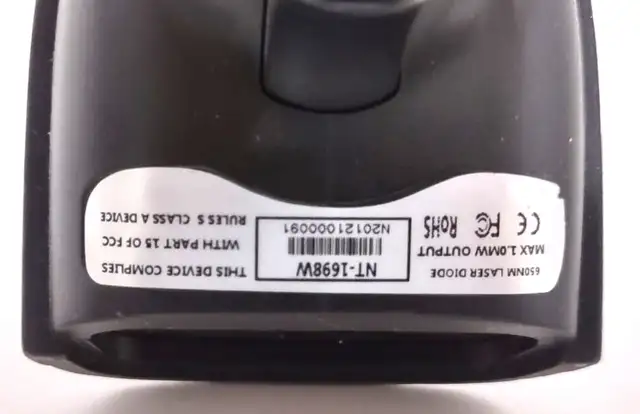 650NM LASER DIODE
MAX 1.0MW OUTPUT
CE FC RoHS
NT-1698W
N20121000091
THIS DEVICE COMPLIES
WITH PART 15 OF FCC
RULES S CLASS A DEVICE